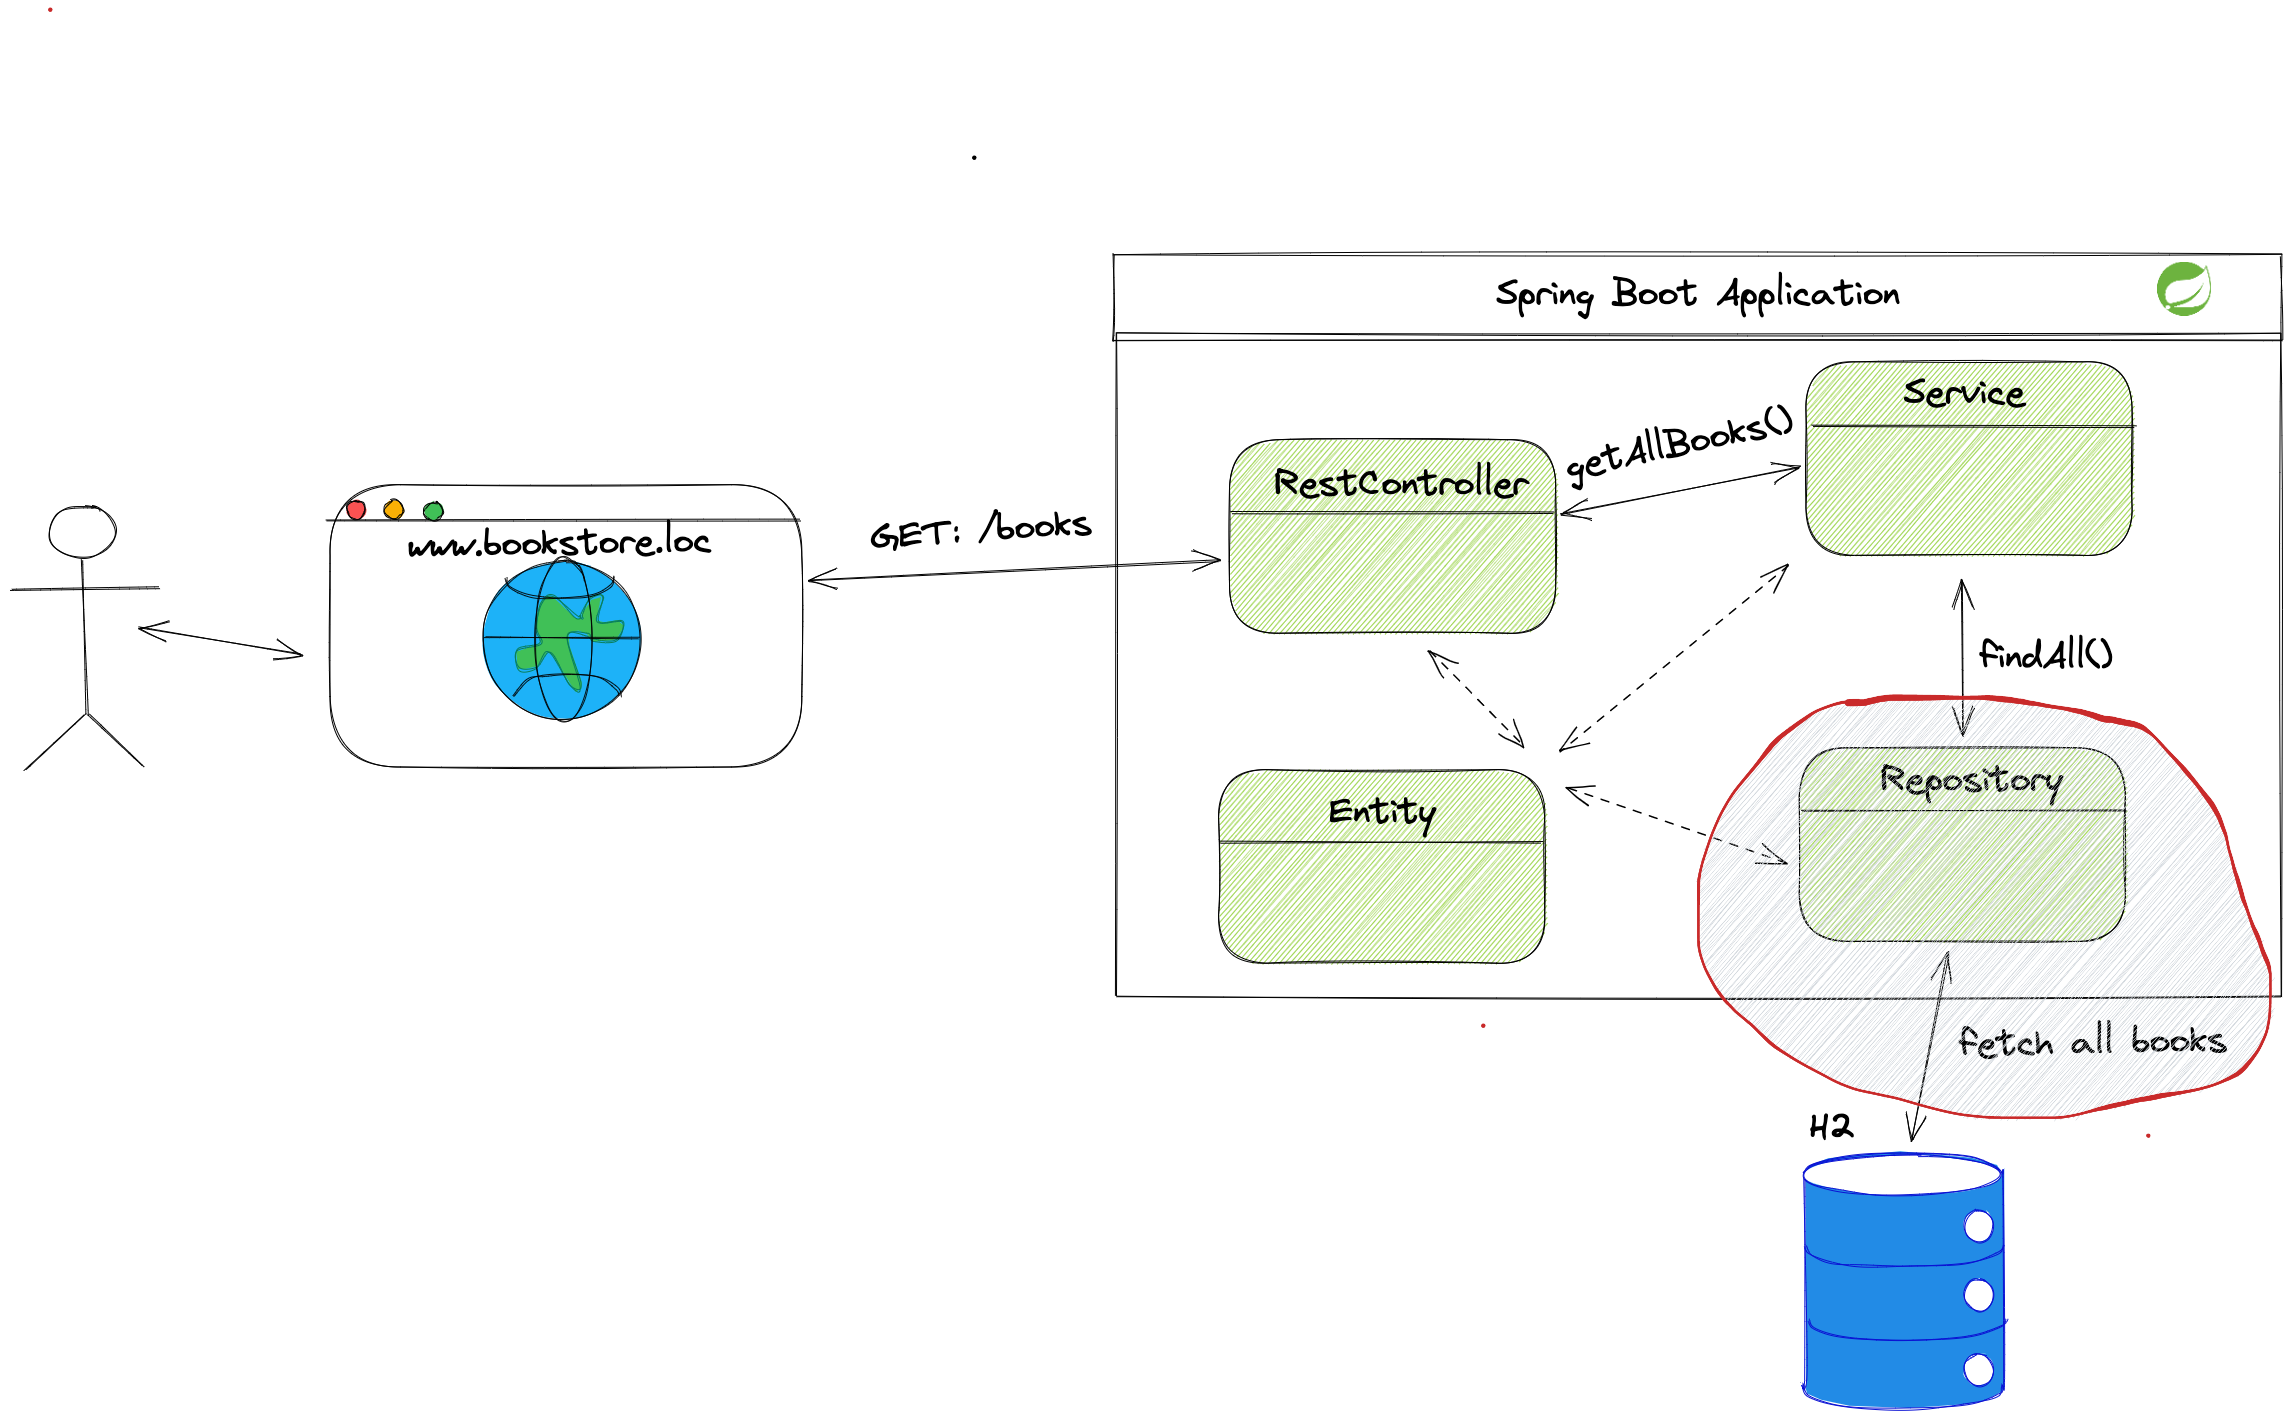 Spring Boot Application
Service
getAllBooks()
RestController
www.bookstore.loc
GET: /books
findAll()
Repository
Entity
fetch all books
H2